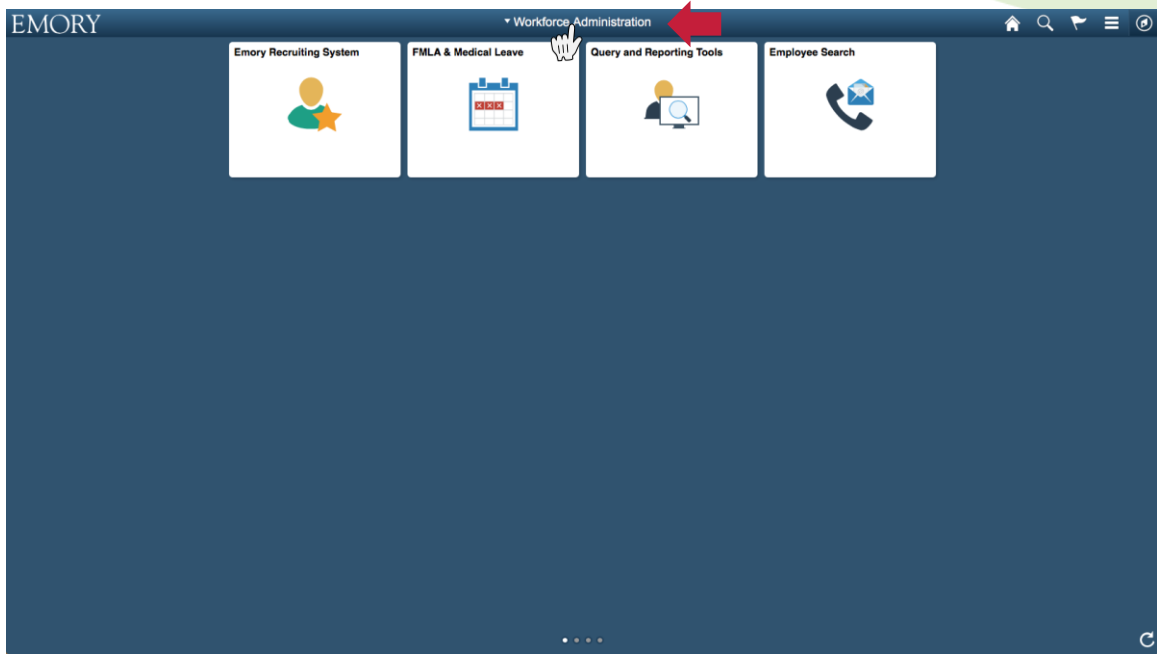 EMORY
Workforce Administration
Emory Recruiting System
FMLA & Medical Leave
Query and Reporting Tools
Employee Search
x x x